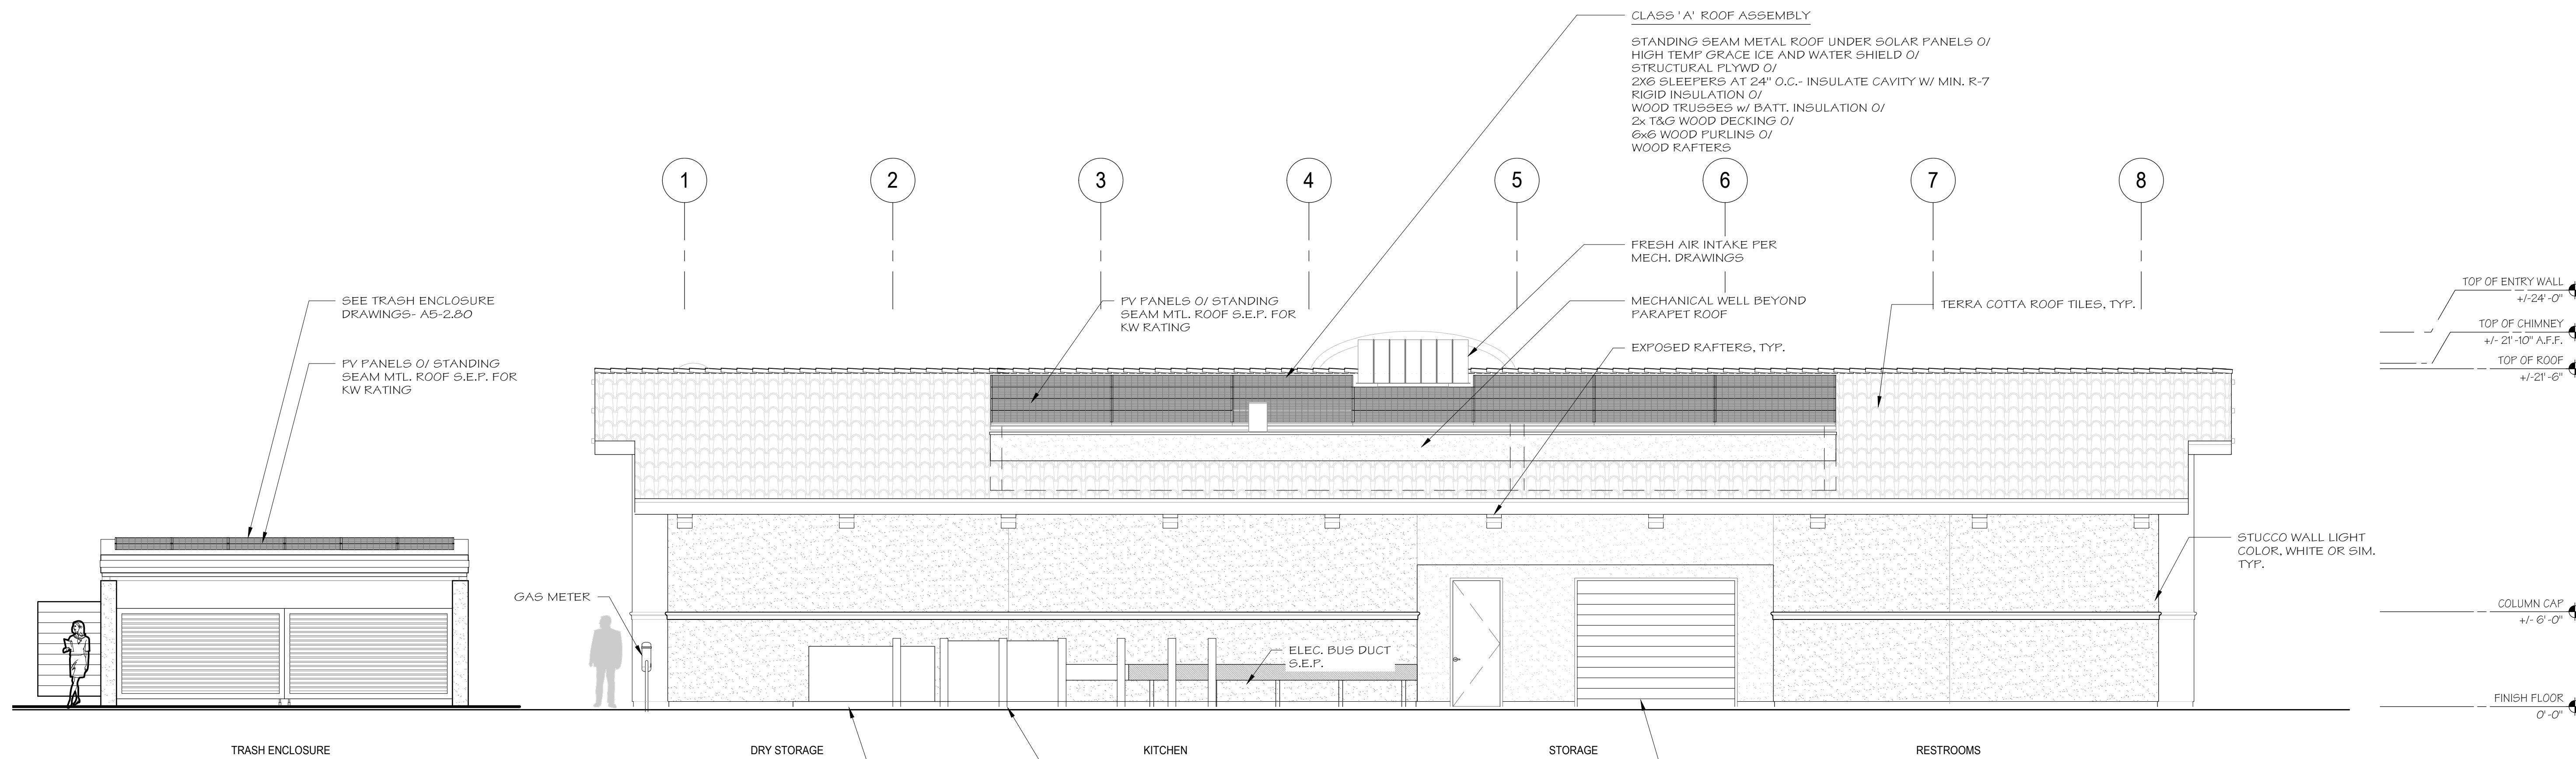 CLASS 'A' ROOF ASSEMBLY
STANDING SEAM METAL ROOF UNDER SOLAR PANELS O/
HIGH TEMP GRACE ICE AND WATER SHIELD O/
STRUCTURAL PLYWD O/
2X6 SLEEPERS AT 24" O.C.- INSULATE CAVITY W/ MIN. R-7
RIGID INSULATION O/
WOOD TRUSSES w/ BATT. INSULATION O/
2x T&G WOOD DECKING O/
6x6 WOOD PURLINS O/
WOOD RAFTERS
1
2
3
4
5
6
7
8
FRESH AIR INTAKE PER
MECH. DRAWINGS
SEE TRASH ENCLOSURE
DRAWINGS- A5-2.80
PV PANELS O/ STANDING
SEAM MTL. ROOF S.E.P. FOR
KW RATING
PV PANELS O/ STANDING
SEAM MTL. ROOF S.E.P. FOR
KW RATING
MECHANICAL WELL BEYOND
PARAPET ROOF
EXPOSED RAFTERS, TYP.
TERRA COTTA ROOF TILES, TYP.
TOP OF ENTRY WALL
+/-24'-0"
TOP OF CHIMNEY
+/- 21'-10" A.F.F.
TOP OF ROOF
+/-21'-6"
STUCCO WALL LIGHT
COLOR, WHITE OR SIM.
TYP.
GAS METER
ELEC. BUS DUCT
S.E.P.
COLUMN CAP
+/- 6'-0"
FINISH FLOOR
0'-0"
TRASH ENCLOSURE
DRY STORAGE
KITCHEN
STORAGE
RESTROOMS